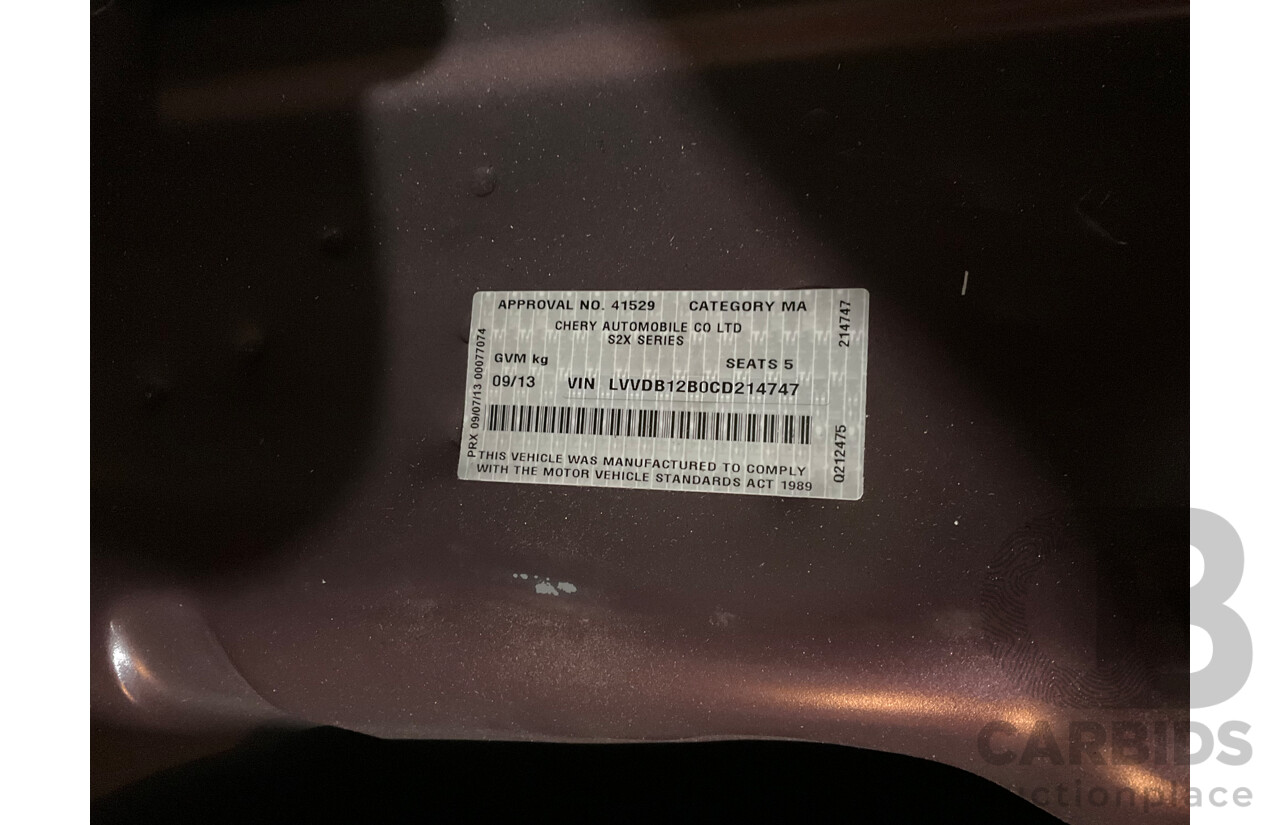 APPROVAL NO. 41529 CATEGORY MA
CHERY AUTOMOBILE CO LTD
S2X SERIES
GVM kg SEATS 5
09/13 VIN LVVDB12B0CD214747
THIS VEHICLE WAS MANUFACTURED TO COMPLY
WITH THE MOTOR VEHICLE STANDARDS ACT 1989
PRX 09/07/13 00077074
214747
Q212475
CARBIDS
auctionplace